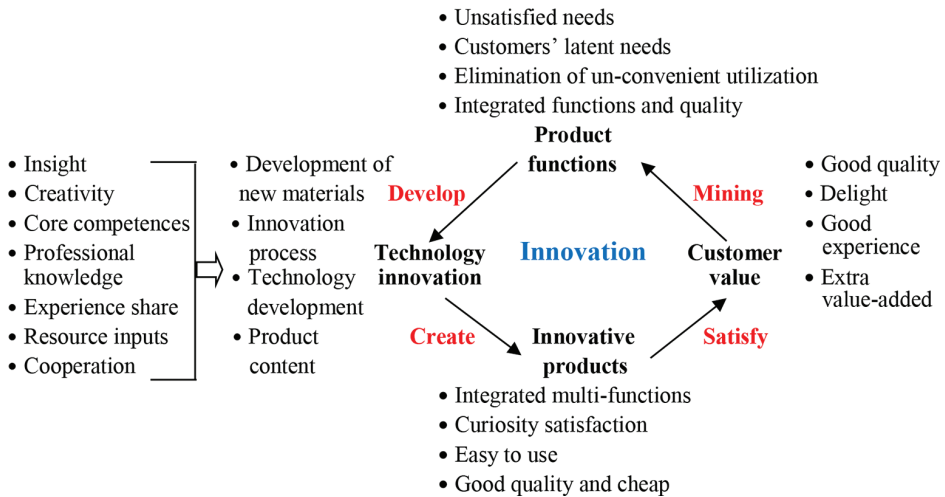 • Unsatisfied needs
• Customers’ latent needs
• Elimination of un-convenient utilization
• Integrated functions and quality
Product
functions
• Insight
• Creativity
• Core competences
• Professional
knowledge
• Experience share
• Resource inputs
• Cooperation
• Development of
new materials
• Innovation
process
• Technology
development
• Product
content
Develop
Mining
Technology
innovation
Innovation
Customer
value
• Good quality
• Delight
• Good
experience
• Extra
value-added
Create
Innovative
products
Satisfy
• Integrated multi-functions
• Curiosity satisfaction
• Easy to use
• Good quality and cheap